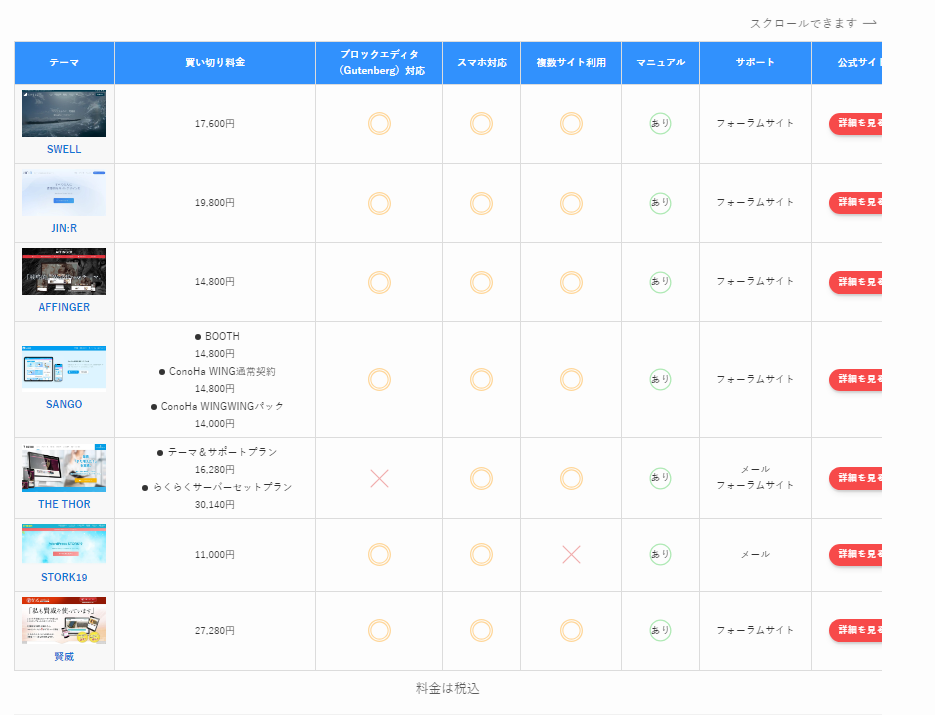 スクロールできます
テーマ 買い切り料金 ブロックエディタ（Gutenberg）対応 スマホ対応 複数サイト利用 マニュアル サポート 公式サイト
SWELL 17,600円 あり フォーラムサイト 詳細を見る
JIN:R 19,800円 あり フォーラムサイト 詳細を見る
AFFINGER 14,800円 あり フォーラムサイト 詳細を見る
● BOOTH
14,800円
● ConoHa WING通常契約
14,800円
● ConoHa WINGWINGパック
14,000円
SANGO あり フォーラムサイト 詳細を見る
● テーマ＆サポートプラン
16,280円
● らくらくサーバーセットプラン
30,140円
THE THOR あり メール
フォーラムサイト 詳細を見る
STORK19 11,000円 あり メール 詳細を見る
「私も賢威を使っています」
賢威 27,280円 あり フォーラムサイト 詳細を見る
料金は税込